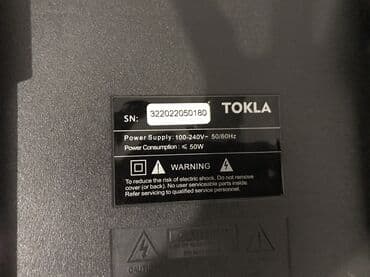 SN: 322022050180 TOKLA
Power Supply: 100-240V~ 50/60Hz
Power Consumption: ≤ 50W
WARNING
To reduce the risk of electric shock, Do not remove
cover (or back). No user serviceable parts inside.
Refer servicing to qualified service personnel.